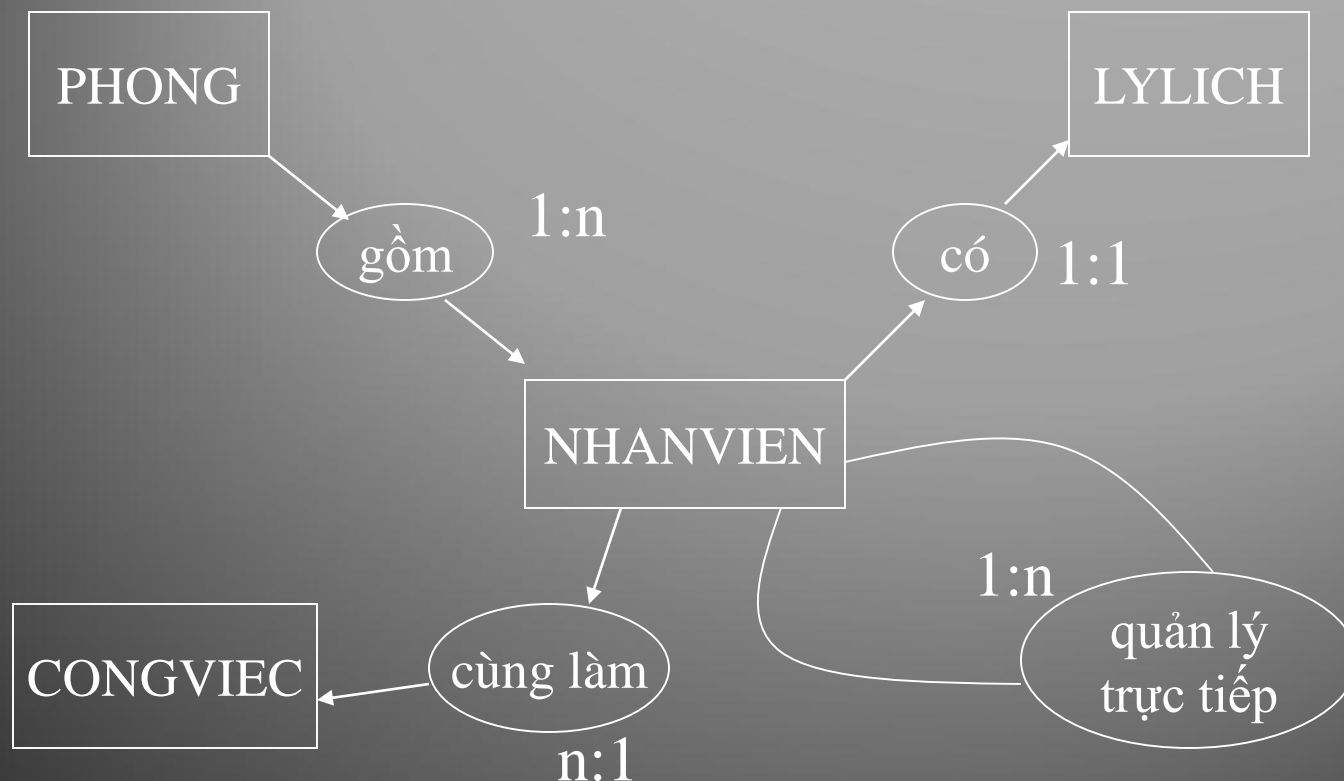 PHONG
LYLICH
gồm
1:n
có
1:1
NHANVIEN
1:n
quản lý
trực tiếp
CONGVIEC
cùng làm
n:1